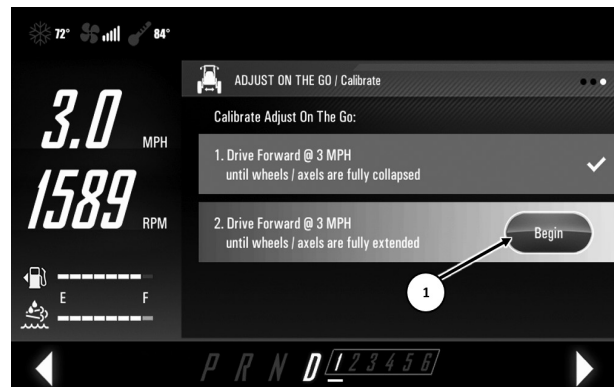 72° 84°
ADJUST ON THE GO / Calibrate
3.0 MPH
Calibrate Adjust On The Go:
1. Drive Forward @ 3 MPH
until wheels / axels are fully collapsed
1589 RPM
2. Drive Forward @ 3 MPH
until wheels / axels are fully extended
Begin
1
E F
P R N D 1 2 3 4 5 6